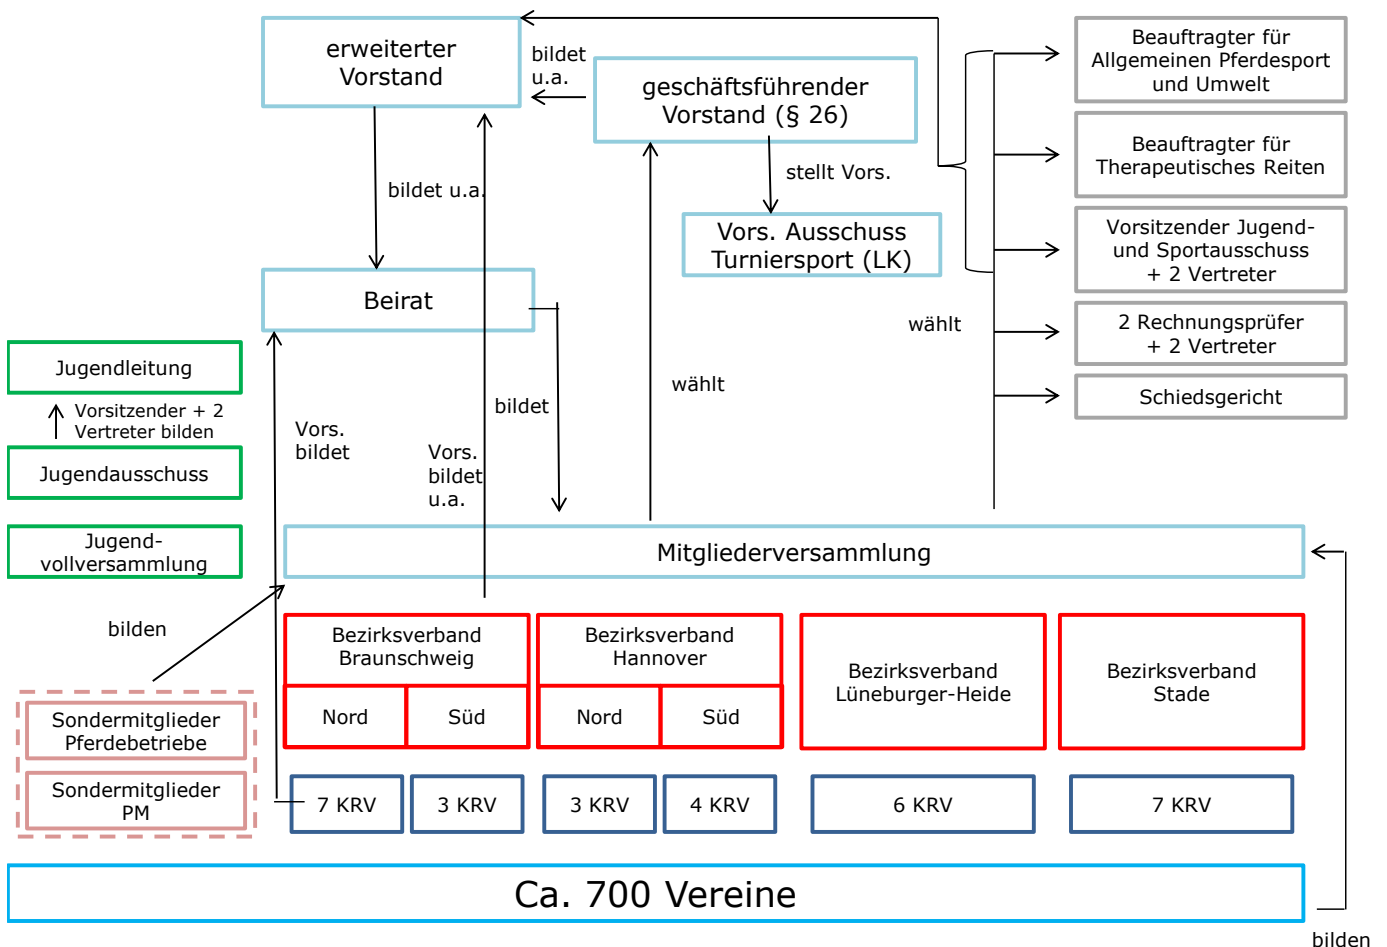 erweiterter
Vorstand
bildet
u.a.
geschäftsführender
Vorstand (§ 26)
Beauftragter für
Allgemeinen Pferdesport
und Umwelt
Beauftragter für
Therapeutisches Reiten
bildet u.a.
stellt Vors.
Vors. Ausschuss
Turniersport (LK)
Vorsitzender Jugend-
und Sportausschuss
+ 2 Vertreter
Beirat
wählt
2 Rechnungsprüfer
+ 2 Vertreter
Schiedsgericht
Jugendleitung
Vorsitzender + 2
Vertreter bilden
Jugendausschuss
Jugend-
vollversammlung
Vors.
bildet
Vors.
bildet
u.a.
bildet
wählt
Mitgliederversammlung
bilden
Bezirksverband
Braunschweig
Nord
Süd
Bezirksverband
Hannover
Nord
Süd
Bezirksverband
Lüneburger-Heide
Bezirksverband
Stade
Sondermitglieder
Pferdebetriebe
Sondermitglieder
PM
7 KRV
3 KRV
3 KRV
4 KRV
6 KRV
7 KRV
Ca. 700 Vereine
bilden